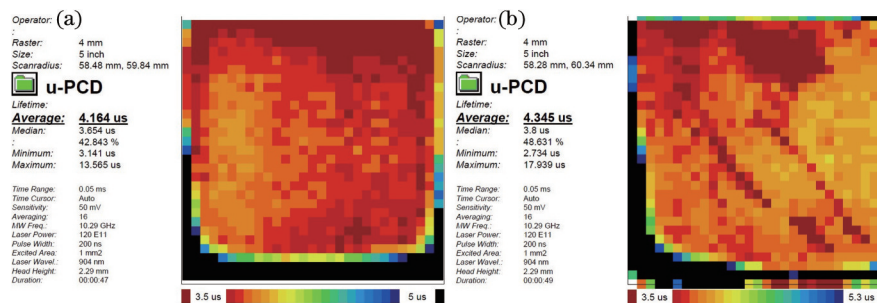 (a)
Operator:
:
Raster: 4 mm
Size: 5 inch
Scanradius: 58.48 mm, 59.84 mm
u-PCD
Lifetime:
Average: 4.164 us
Median: 3.654 us
: 42.843 %
Minimum: 3.141 us
Maximum: 13.565 us
Time Range: 0.05 ms
Time Cursor: Auto
Sensitivity: 50 mV
Averaging: 16
MW Freq.: 10.29 GHz
Laser Power: 120 E11
Pulse Width: 200 ns
Excited Area: 1 mm2
Laser Wavel.: 904 nm
Head Height: 2.29 mm
Duration: 00:00:47
3.5 us 5 us
(b)
Operator:
:
Raster: 4 mm
Size: 5 inch
Scanradius: 58.28 mm, 60.34 mm
u-PCD
Lifetime:
Average: 4.345 us
Median: 3.8 us
: 48.631 %
Minimum: 2.734 us
Maximum: 17.939 us
Time Range: 0.05 ms
Time Cursor: Auto
Sensitivity: 50 mV
Averaging: 16
MW Freq.: 10.29 GHz
Laser Power: 120 E11
Pulse Width: 200 ns
Excited Area: 1 mm2
Laser Wavel.: 904 nm
Head Height: 2.29 mm
Duration: 00:00:49
3.5 us 5.3 us